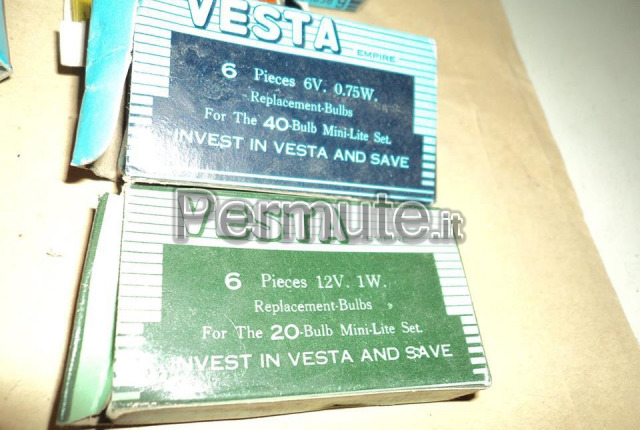 VESTA
EMPIRE
6 Pieces 6V. 0.75W.
Replacement-Bulbs
For The 40-Bulb Mini-Lite Set.
INVEST IN VESTA AND SAVE
Permute.it
VESTA
6 Pieces 12V. 1W.
Replacement-Bulbs
For The 20-Bulb Mini-Lite Set.
INVEST IN VESTA AND SAVE